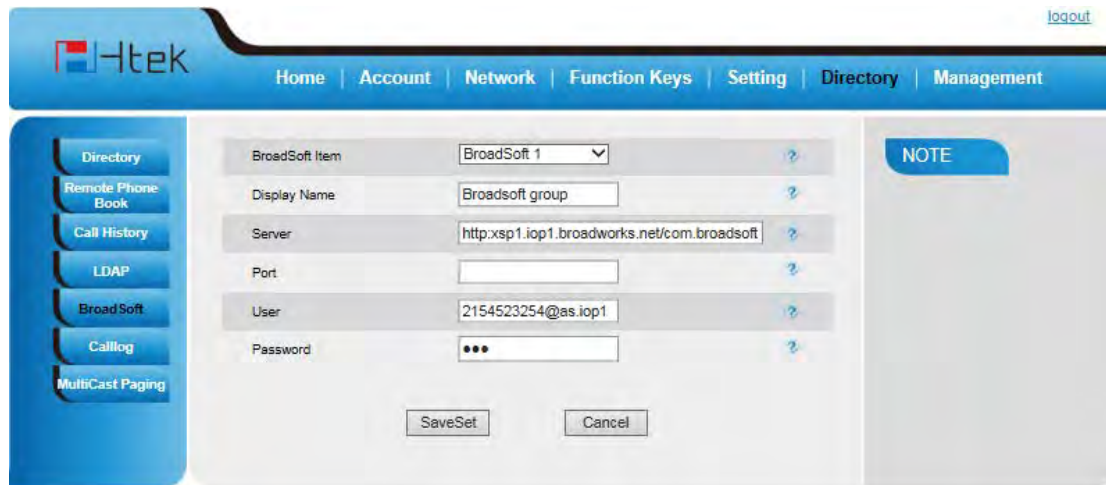 logout
Htek
Home | Account | Network | Function Keys | Setting | Directory | Management
Directory
Remote Phone
Book
Call History
LDAP
BroadSoft
Calllog
MultiCast Paging
BroadSoft Item BroadSoft 1 ?
Display Name Broadsoft group ?
Server http:xsp1.iop1.broadworks.net/com.broadsoft ?
Port ?
User 2154523254@as.iop1 ?
Password ●●● ?
SaveSet Cancel
NOTE